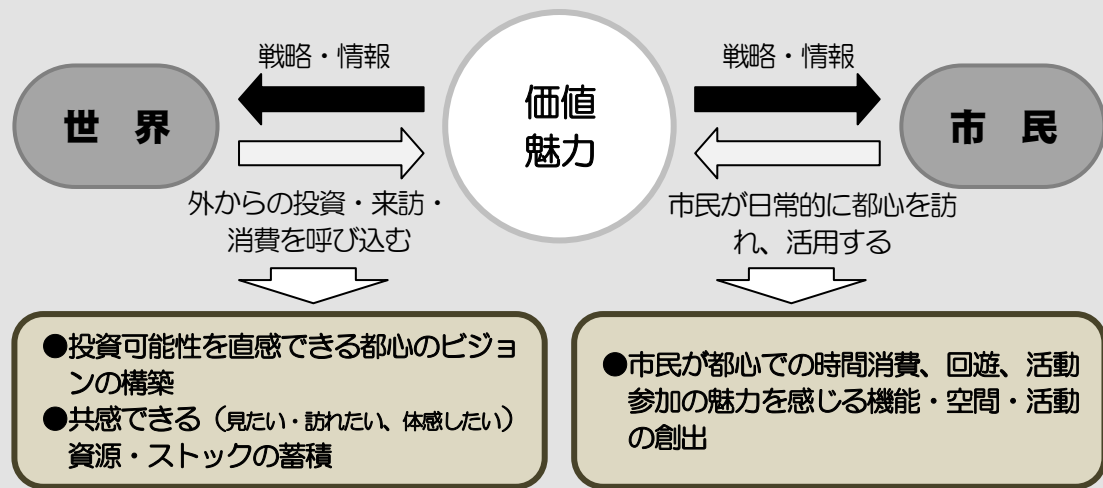 戦略・情報
戦略・情報
世 界
価値
魅力
市 民
外からの投資・来訪・
消費を呼び込む
市民が日常的に都心を訪
れ、活用する
●投資可能性を直感できる都心のビジョ
ンの構築
●共感できる（見たい・訪れたい、体感したい）
資源・ストックの蓄積
●市民が都心での時間消費、回遊、活動
参加の魅力を感じる機能・空間・活動
の創出